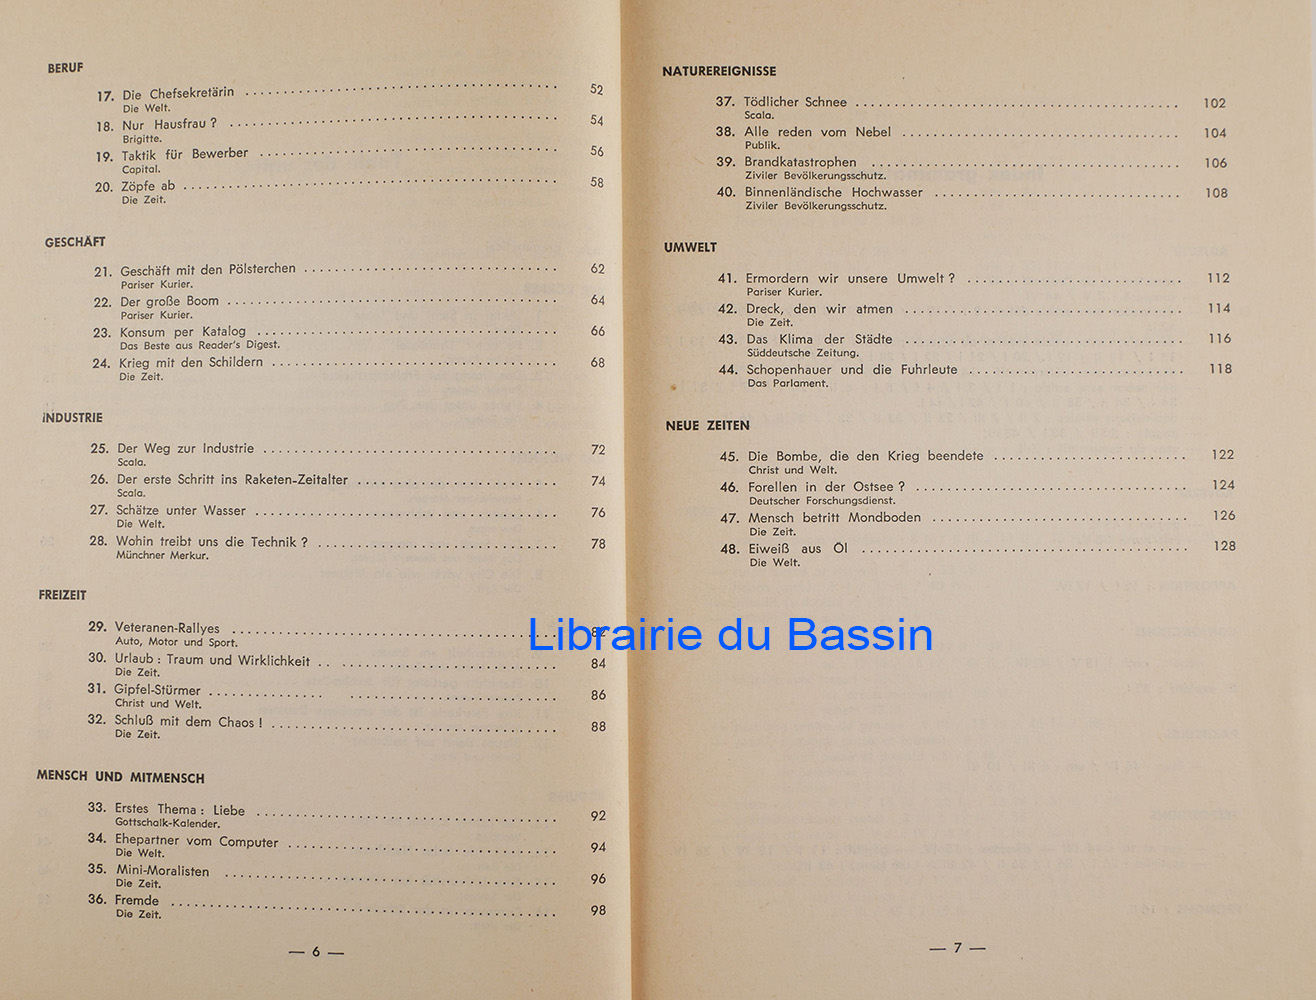 BERUF
17. Die Chefsekretärin ........ 52
Die Welt.
18. Nur Hausfrau ? ........ 54
Brigitte.
19. Taktik für Bewerber ........ 56
Capital.
20. Zöpfe ab ........ 58
Die Zeit.
GESCHÄFT
21. Geschäft mit den Pölsterchen ........ 62
Pariser Kurier.
22. Der große Boom ........ 64
Pariser Kurier.
23. Konsum per Katalog ........ 66
Das Beste aus Reader's Digest.
24. Krieg mit den Schildern ........ 68
Die Zeit.
INDUSTRIE
25. Der Weg zur Industrie ........ 72
Scala.
26. Der erste Schritt ins Raketen-Zeitalter ........ 74
Scala.
27. Schätze unter Wasser ........ 76
Die Welt.
28. Wohin treibt uns die Technik ? ........ 78
Münchner Merkur.
FREIZEIT
29. Veteranen-Rallyes ........ 82
Auto, Motor und Sport.
30. Urlaub : Traum und Wirklichkeit .. 84
Die Zeit.
31. Gipfel-Stürmer ........ 86
Christ und Welt.
32. Schluß mit dem Chaos ! ........ 88
Die Zeit.
MENSCH UND MITMENSCH
33. Erstes Thema : Liebe ........ 92
Gottschalk-Kalender.
34. Ehepartner vom Computer ........ 94
Die Welt.
35. Mini-Moralisten ........ 96
Die Zeit.
36. Fremde ........ 98
Die Zeit.
— 6 —
NATUREREIGNISSE
37. Tödlicher Schnee ........ 102
Scala.
38. Alle reden vom Nebel ........ 104
Publik.
39. Brandkatastrophen ........ 106
Ziviler Bevölkerungsschutz.
40. Binnenländische Hochwasser ........ 108
Ziviler Bevölkerungsschutz.
UMWELT
41. Ermordern wir unsere Umwelt ? ........ 112
Pariser Kurier.
42. Dreck, den wir atmen ........ 114
Die Zeit.
43. Das Klima der Städte ........ 116
Süddeutsche Zeitung.
44. Schopenhauer und die Fuhrleute ........ 118
Das Parlament.
NEUE ZEITEN
45. Die Bombe, die den Krieg beendete ........ 122
Christ und Welt.
46. Forellen in der Ostsee ? ........ 124
Deutscher Forschungsdienst.
47. Mensch betritt Mondboden ........ 126
Die Zeit.
48. Eiweiß aus Öl ........ 128
Die Welt.
— 7 —
Librairie du Bassin